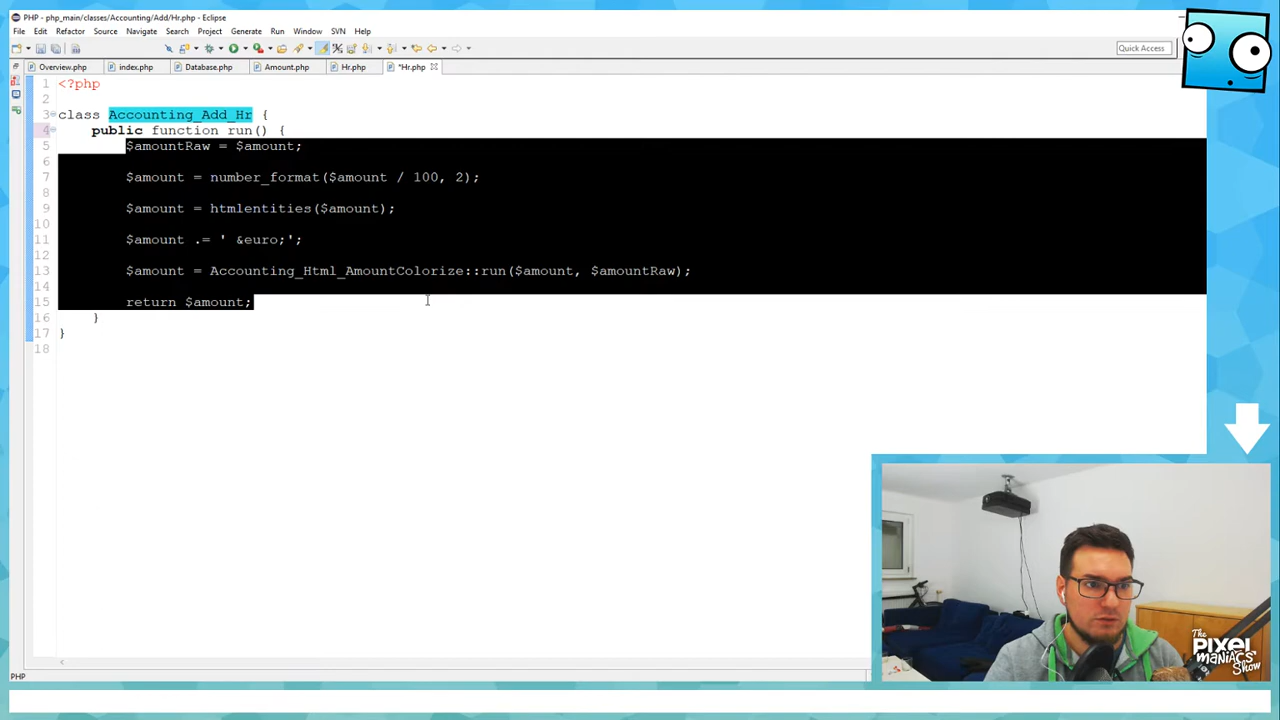 PHP - php_main/classes/Accounting/Add/Hr.php - Eclipse
File Edit Refactor Source Navigate Search Project Generate Run Window SVN Help
Quick Access
Overview.php index.php Database.php Amount.php Hr.php *Hr.php
1 <?php
2
3 class Accounting_Add_Hr {
4 public function run() {
5 $amountRaw = $amount;
6
7 $amount = number_format($amount / 100, 2);
8
9 $amount = htmlentities($amount);
10
11 $amount .= ' &euro;';
12
13 $amount = Accounting_Html_AmountColorize::run($amount, $amountRaw);
14
15 return $amount;
16 }
17 }
18
PHP
The
PiXEL
MANiACS
Show